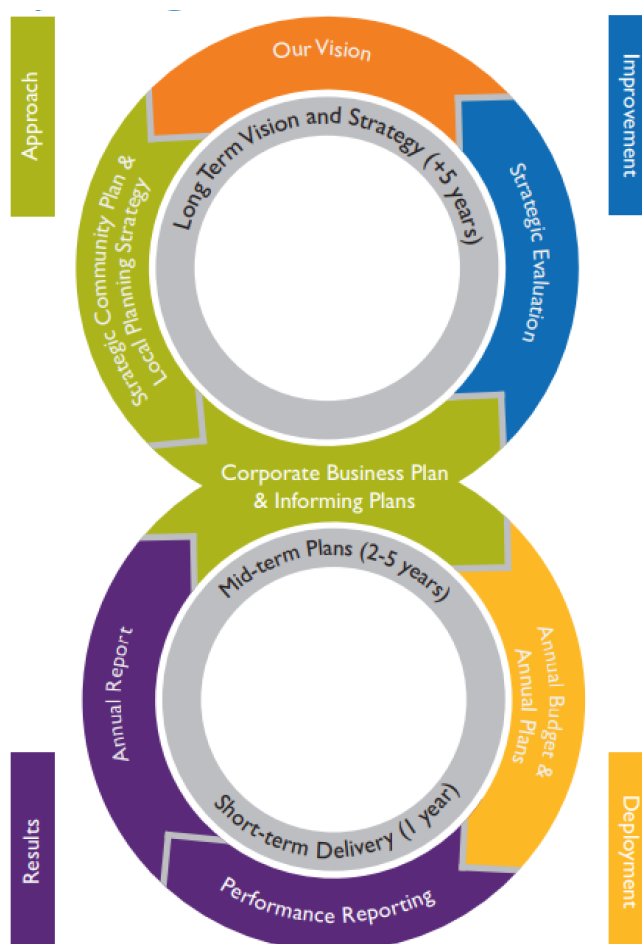 Approach
Our Vision
Improvement
Long Term Vision and Strategy (+5 years)
Strategic Community Plan &
Local Planning Strategy
Strategic Evaluation
Corporate Business Plan
& Informing Plans
Mid-term Plans (2-5 years)
Annual Report
Annual Budget &
Annual Plans
Short-term Delivery (1 year)
Performance Reporting
Results
Deployment